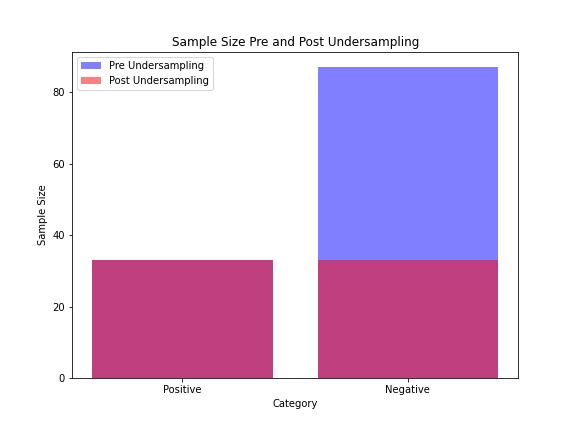 Sample Size Pre and Post Undersampling
Pre Undersampling
Post Undersampling
80
60
40
20
0
Sample Size
Positive
Negative
Category